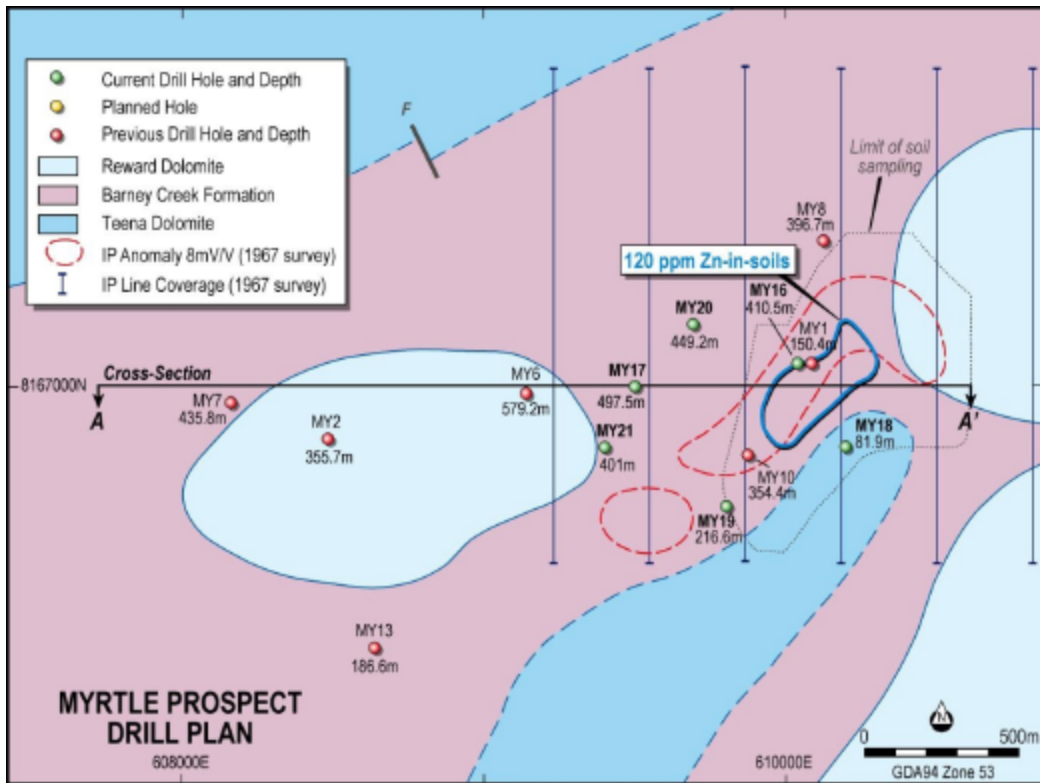 Current Drill Hole and Depth
Planned Hole
Previous Drill Hole and Depth
Reward Dolomite
Barney Creek Formation
Teena Dolomite
IP Anomaly 8mV/V (1967 survey)
IP Line Coverage (1967 survey)
F
Limit of soil
sampling
MY8
396.7m
120 ppm Zn-in-soils
MY16
410.5m
MY20
449.2m
MY1
150.4m
8167000N
Cross-Section
A
A'
MY7
435.8m
MY2
355.7m
MY6
579.2m
MY17
497.5m
MY21
401m
MY18
81.9m
MY10
354.4m
MY19
216.6m
MY13
186.6m
MYRTLE PROSPECT
DRILL PLAN
608000E
610000E
N
0
500m
GDA94 Zone 53